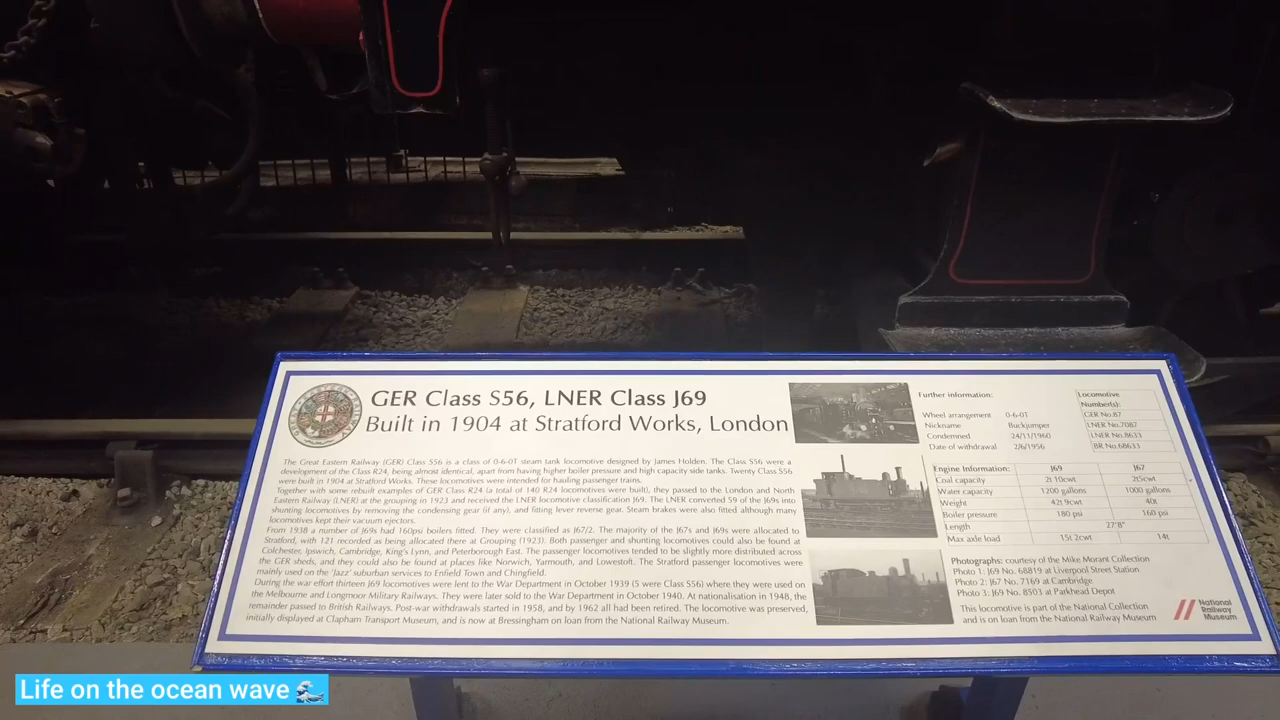 GER Class S56, LNER Class J69
Built in 1904 at Stratford Works, London
The Great Eastern Railway (GER) Class S56 is a class of 0-6-0T steam tank locomotive designed by James Holden. The Class S56 were a
development of the Class R24, being almost identical, apart from having higher boiler pressure and high capacity side tanks. Twenty Class S56
were built in 1904 at Stratford Works. These locomotives were intended for hauling passenger trains.
Together with some rebuilt examples of GER Class R24 (a total of 140 R24 locomotives were built), they passed to the London and North
Eastern Railway (LNER) at the grouping in 1923 and received the LNER locomotive classification J69. The LNER converted 59 of the J69s into
shunting locomotives by removing the condensing gear (if any), and fitting lever reverse gear. Steam brakes were also fitted although many
locomotives kept their vacuum ejectors.
From 1938 a number of J69s had 160psi boilers fitted. They were classified as J67/2. The majority of the J67s and J69s were allocated to
Stratford, with 121 recorded as being allocated there at Grouping (1923). Both passenger and shunting locomotives could also be found at
Colchester, Ipswich, Cambridge, King's Lynn, and Peterborough East. The passenger locomotives tended to be slightly more distributed across
the GER sheds, and they could also be found at places like Norwich, Yarmouth, and Lowestoft. The Stratford passenger locomotives were
mainly used on the 'Jazz' suburban services to Enfield Town and Chingfield.
During the war effort thirteen J69 locomotives were lent to the War Department in October 1939 (5 were Class S56) where they were used on
the Melbourne and Longmoor Military Railways. They were later sold to the War Department in October 1940. At nationalisation in 1948, the
remainder passed to British Railways. Post-war withdrawals started in 1958, and by 1962 all had been retired. The locomotive was preserved,
initially displayed at Clapham Transport Museum, and is now at Bressingham on loan from the National Railway Museum.
Further information:
Wheel arrangement 0-6-0T
Nickname Buckjumper
Condemned 24/11/1960
Date of withdrawal 2/6/1956
Locomotive
Number(s):
GER No.87
LNER No.7087
LNER No.8633
BR No.68633
Engine Information: J69 J67
Coal capacity 2t 10cwt 2t5cwt
Water capacity 1200 gallons 1000 gallons
Weight 42t 9cwt 40t
Boiler pressure 180 psi 160 psi
Length 27'8"
Max axle load 15t 2cwt 14t
Photographs: courtesy of the Mike Morant Collection
Photo 1: J69 No. 68819 at Liverpool Street Station
Photo 2: J67 No. 7169 at Cambridge
Photo 3: J69 No. 8503 at Parkhead Depot
This locomotive is part of the National Collection
and is on loan from the National Railway Museum
National
Railway
Museum
Life on the ocean wave 🌊